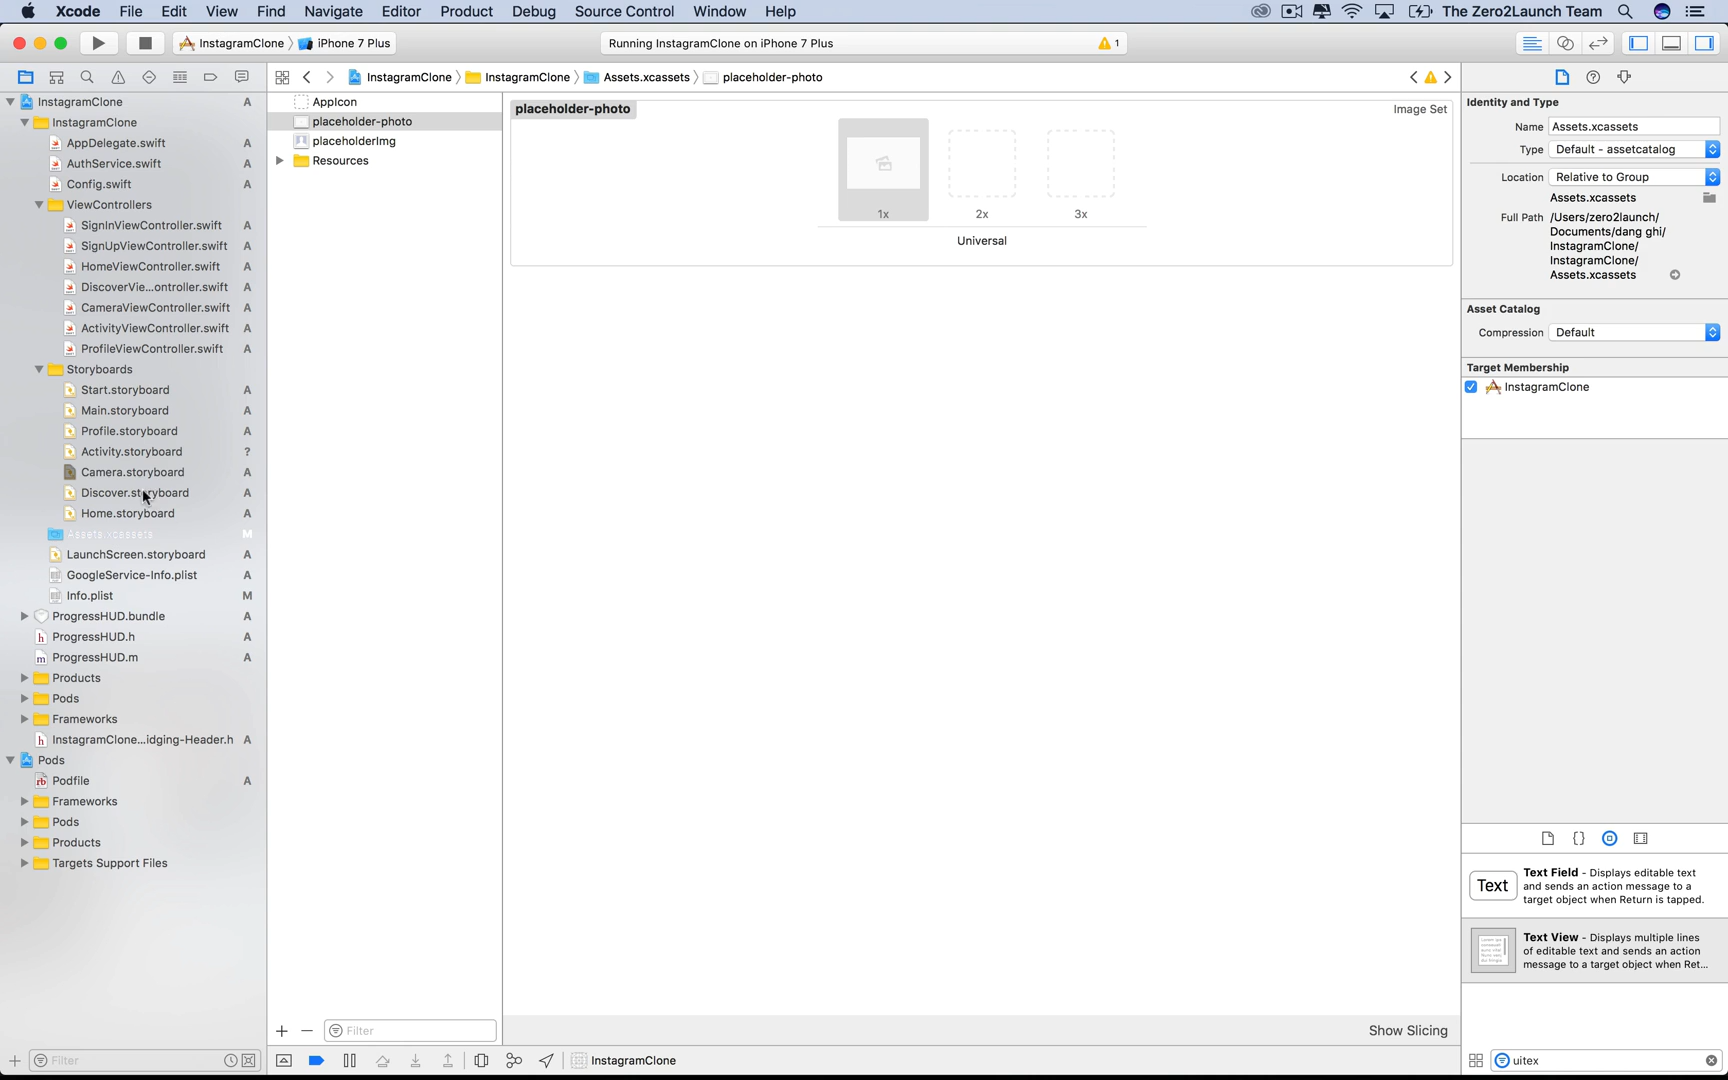 Xcode File Edit View Find Navigate Editor Product Debug Source Control Window Help The Zero2Launch Team
InstagramClone iPhone 7 Plus Running InstagramClone on iPhone 7 Plus 1
InstagramClone InstagramClone Assets.xcassets placeholder-photo
InstagramClone A
InstagramClone
AppDelegate.swift A
AuthService.swift A
Config.swift A
ViewControllers
SignInViewController.swift A
SignUpViewController.swift A
HomeViewController.swift A
DiscoverVie...ontroller.swift A
CameraViewController.swift A
ActivityViewController.swift A
ProfileViewController.swift A
Storyboards
Start.storyboard A
Main.storyboard A
Profile.storyboard A
Activity.storyboard ?
Camera.storyboard A
Discover.storyboard A
Home.storyboard A
Assets.xcassets M
LaunchScreen.storyboard A
GoogleService-Info.plist A
Info.plist M
ProgressHUD.bundle A
ProgressHUD.h A
ProgressHUD.m A
Products
Pods
Frameworks
InstagramClone...idging-Header.h A
Pods
Podfile A
Frameworks
Pods
Products
Targets Support Files
Filter
AppIcon
placeholder-photo
placeholderImg
Resources
Filter
placeholder-photo Image Set
1x 2x 3x
Universal
Show Slicing
InstagramClone
Identity and Type
Name Assets.xcassets
Type Default - assetcatalog
Location Relative to Group
Assets.xcassets
Full Path /Users/zero2launch/
Documents/dang ghi/
InstagramClone/
InstagramClone/
Assets.xcassets
Asset Catalog
Compression Default
Target Membership
InstagramClone
Text
Text Field - Displays editable text
and sends an action message to a
target object when Return is tapped.
Text View - Displays multiple lines
of editable text and sends an action
message to a target object when Ret...
uitex